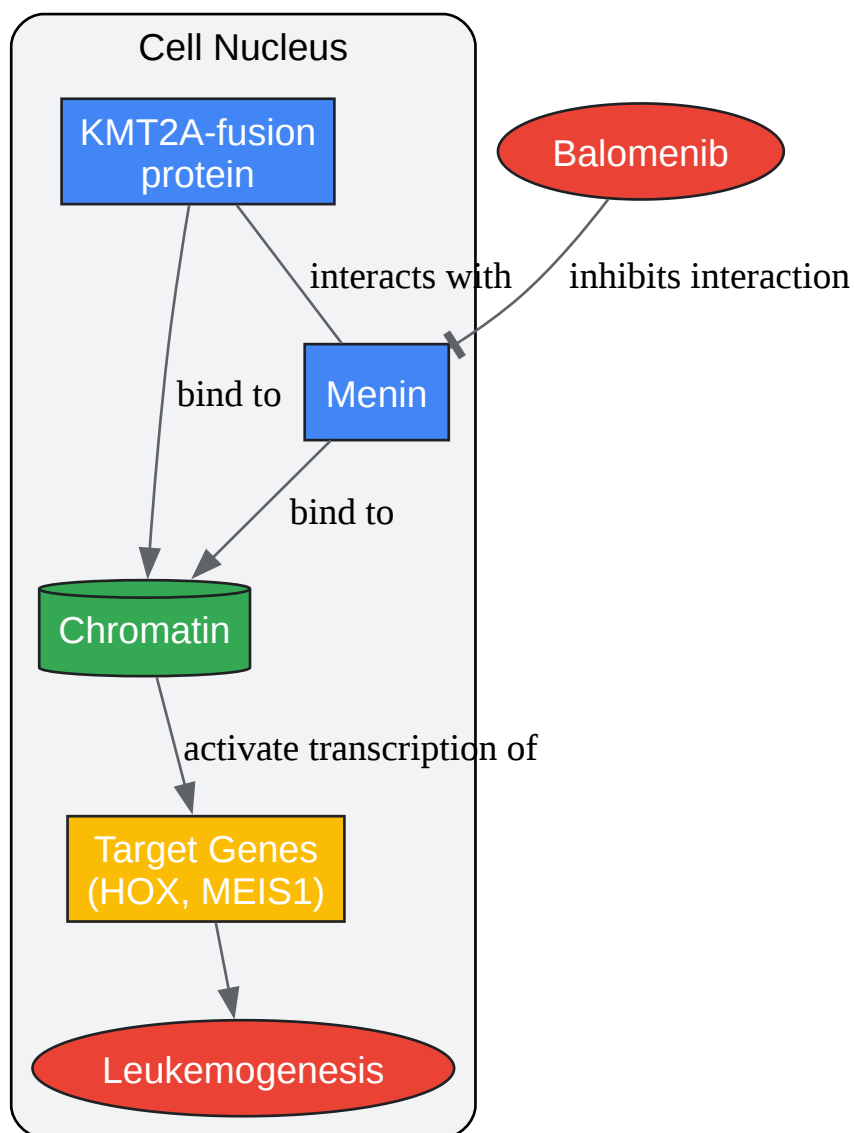 Cell Nucleus
KMT2A-fusion
protein
Balomenib
interacts with
inhibits interaction
bind to
Menin
bind to
Chromatin
activate transcription of
Target Genes
(HOX, MEIS1)
Leukemogenesis